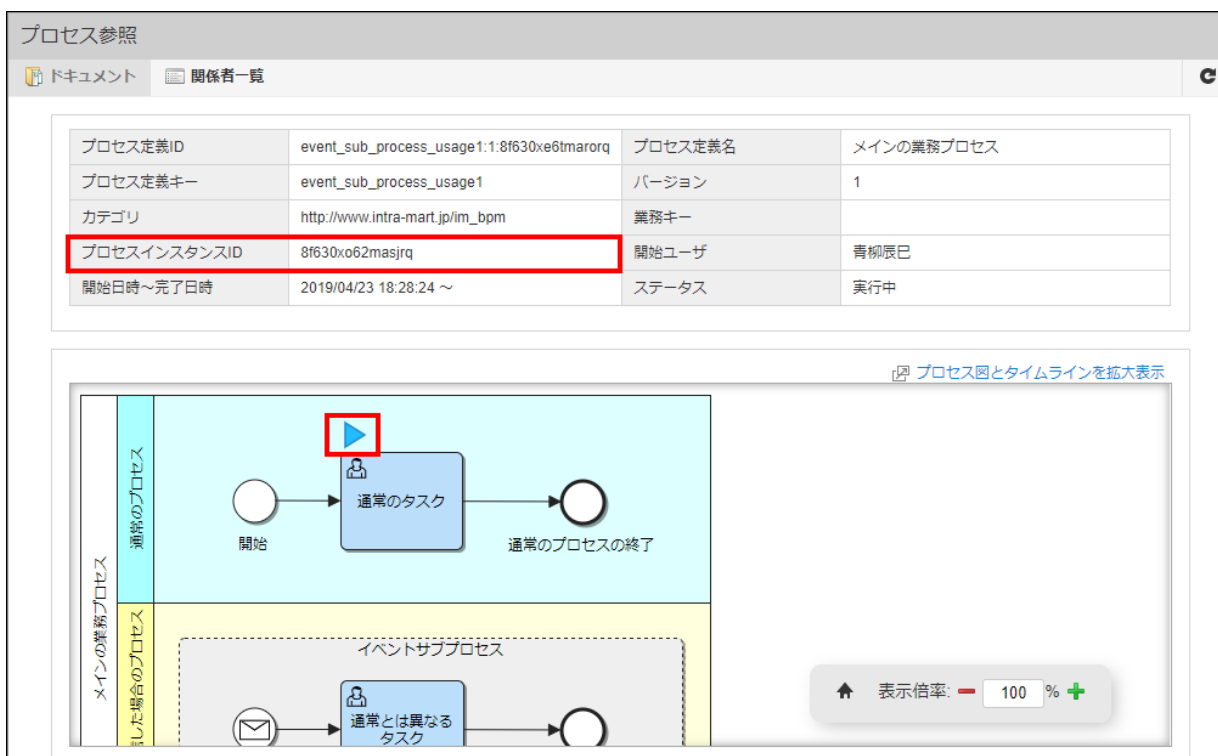 プロセス参照
ドキュメント 関係者一覧
プロセス定義ID event_sub_process_usage1:1:8f630xe6tmarorq プロセス定義名 メインの業務プロセス
プロセス定義キー event_sub_process_usage1 バージョン 1
カテゴリ http://www.intra-mart.jp/im_bpm 業務キー
プロセスインスタンスID 8f630xo62masjrq 開始ユーザ 青柳辰巳
開始日時～完了日時 2019/04/23 18:28:24 ～ ステータス 実行中
プロセス図とタイムラインを拡大表示
メインの業務プロセス
通常のプロセス
開始
通常のタスク
通常のプロセスの終了
した場合のプロセス
イベントサブプロセス
通常とは異なる
タスク
表示倍率: 100 %